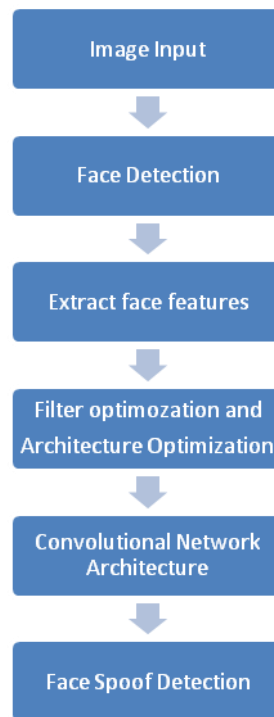 Image Input
Face Detection
Extract face features
Filter optimozation and
Architecture Optimization
Convolutional Network
Architecture
Face Spoof Detection